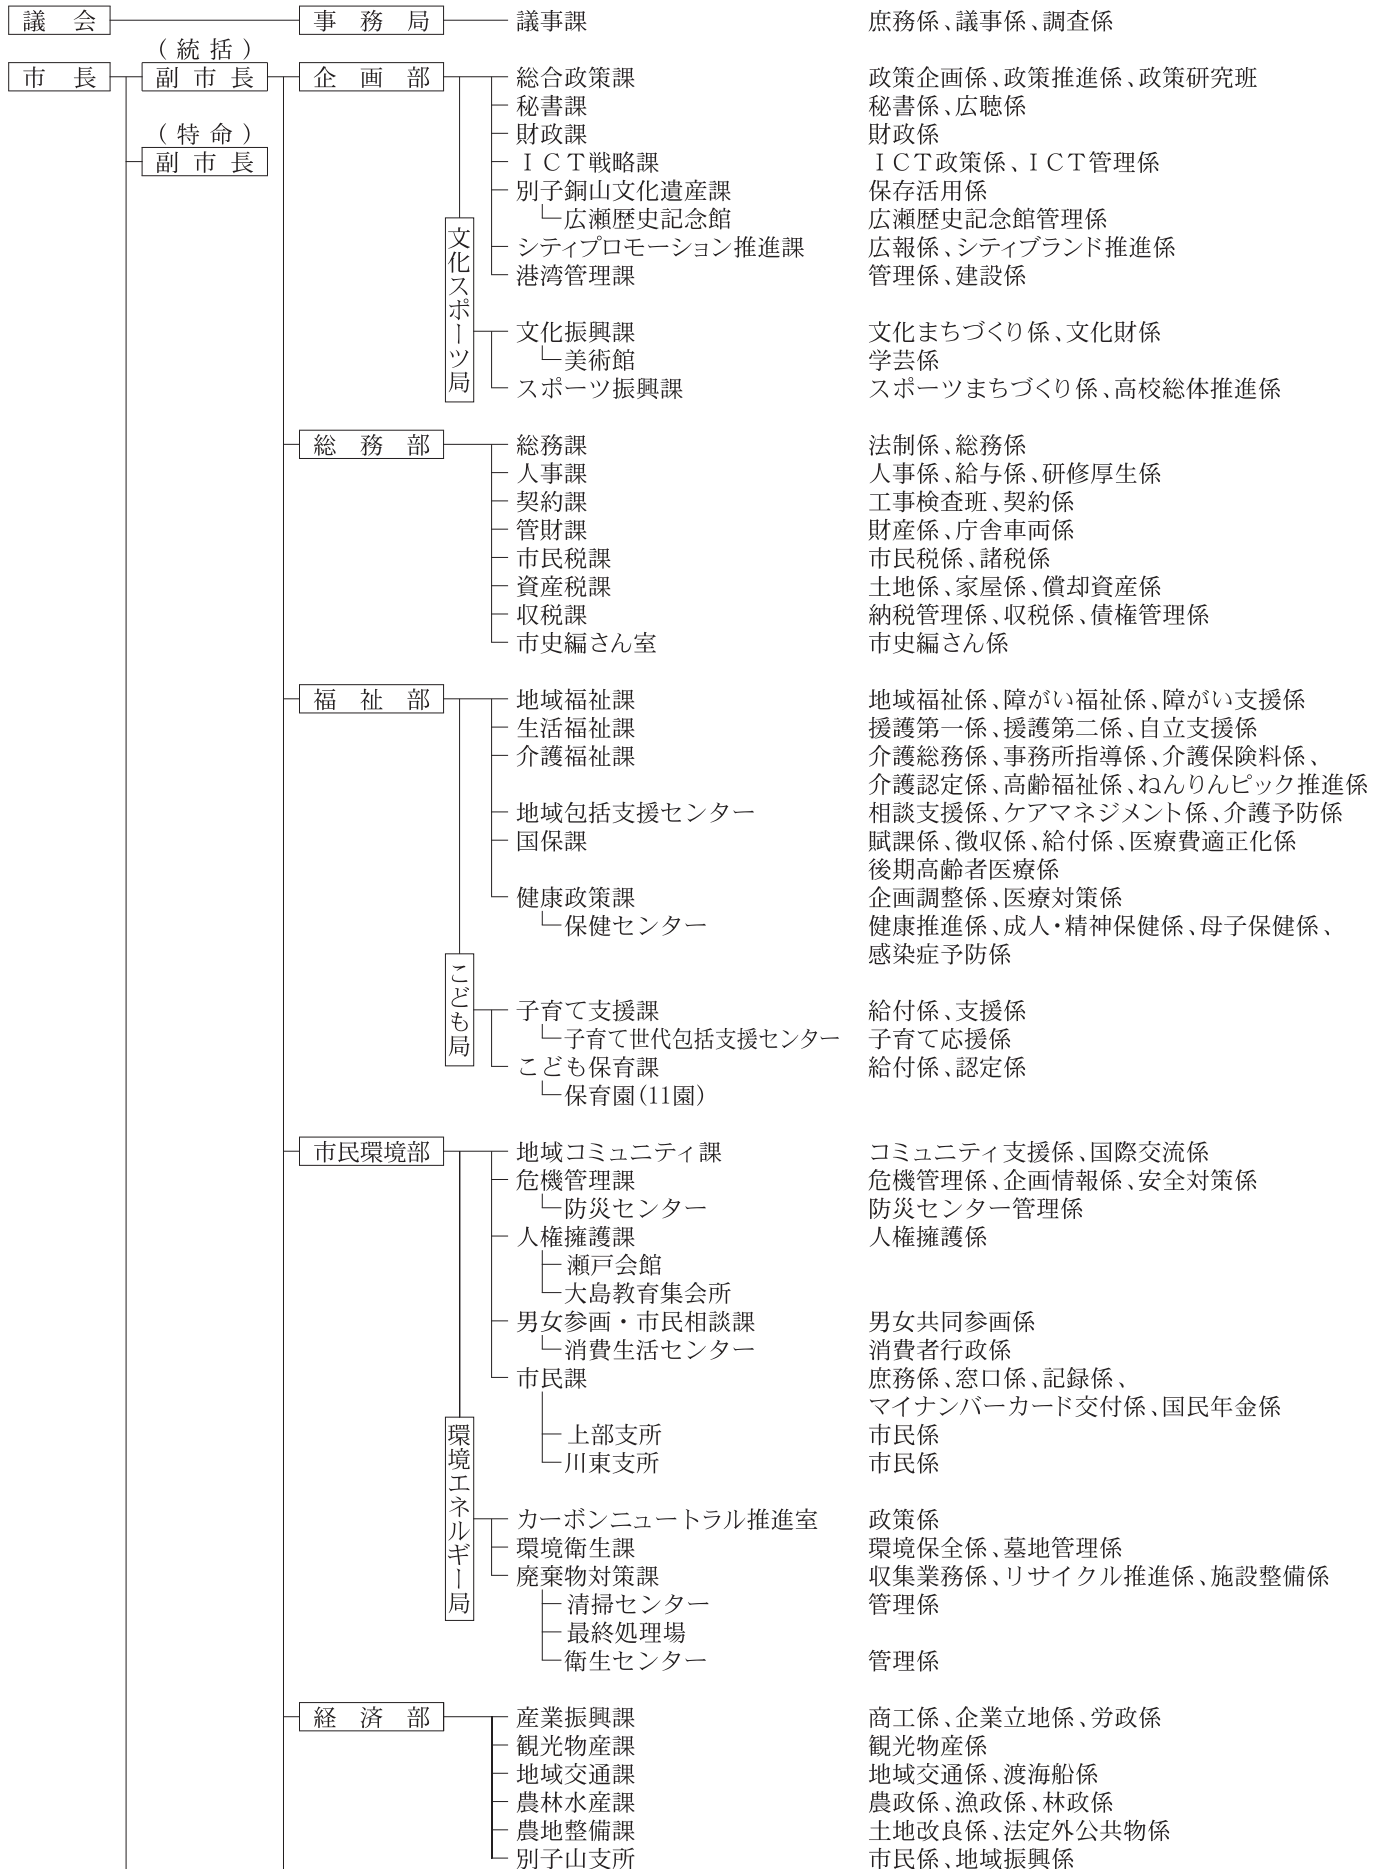 議会 事務局 議事課 庶務係、議事係、調査係
(統括)
市長 副市長 企画部 総合政策課 政策企画係、政策推進係、政策研究班
秘書課 秘書係、広聴係
(特命) 財政課 財政係
副市長 ＩＣＴ戦略課 ＩＣＴ政策係、ＩＣＴ管理係
別子銅山文化遺産課 保存活用係
広瀬歴史記念館 広瀬歴史記念館管理係
シティプロモーション推進課 広報係、シティブランド推進係
港湾管理課 管理係、建設係
文化スポーツ局
文化振興課 文化まちづくり係、文化財係
美術館 学芸係
スポーツ振興課 スポーツまちづくり係、高校総体推進係
総務部 総務課 法制係、総務係
人事課 人事係、給与係、研修厚生係
契約課 工事検査班、契約係
管財課 財産係、庁舎車両係
市民税課 市民税係、諸税係
資産税課 土地係、家屋係、償却資産係
収税課 納税管理係、収税係、債権管理係
市史編さん室 市史編さん係
福祉部 地域福祉課 地域福祉係、障がい福祉係、障がい支援係
生活福祉課 援護第一係、援護第二係、自立支援係
介護福祉課 介護総務係、事務所指導係、介護保険料係、
介護認定係、高齢福祉係、ねんりんピック推進係
地域包括支援センター 相談支援係、ケアマネジメント係、介護予防係
国保課 賦課係、徴収係、給付係、医療費適正化係
後期高齢者医療係
健康政策課 企画調整係、医療対策係
保健センター 健康推進係、成人・精神保健係、母子保健係、
感染症予防係
こども局
子育て支援課 給付係、支援係
子育て世代包括支援センター 子育て応援係
こども保育課 給付係、認定係
保育園(11園)
市民環境部 地域コミュニティ課 コミュニティ支援係、国際交流係
危機管理課 危機管理係、企画情報係、安全対策係
防災センター 防災センター管理係
人権擁護課 人権擁護係
瀬戸会館
大島教育集会所
男女参画・市民相談課 男女共同参画係
消費生活センター 消費者行政係
市民課 庶務係、窓口係、記録係、
マイナンバーカード交付係、国民年金係
上部支所 市民係
川東支所 市民係
環境エネルギー局
カーボンニュートラル推進室 政策係
環境衛生課 環境保全係、墓地管理係
廃棄物対策課 収集業務係、リサイクル推進係、施設整備係
清掃センター 管理係
最終処理場
衛生センター 管理係
経済部 産業振興課 商工係、企業立地係、労政係
観光物産課 観光物産係
地域交通課 地域交通係、渡海船係
農林水産課 農政係、漁政係、林政係
農地整備課 土地改良係、法定外公共物係
別子山支所 市民係、地域振興係